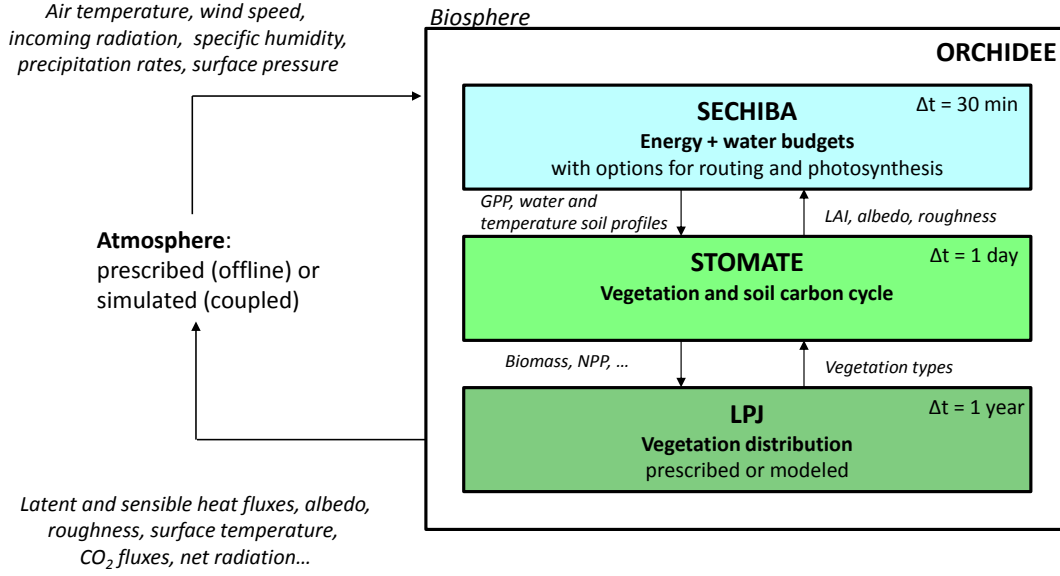 Air temperature, wind speed,
incoming radiation,  specific humidity,
precipitation rates, surface pressure
Biosphere
ORCHIDEE
SECHIBA
Δt = 30 min
Energy + water budgets
with options for routing and photosynthesis
GPP, water and
temperature soil profiles
LAI, albedo, roughness
Atmosphere:
prescribed (offline) or
simulated (coupled)
STOMATE
Δt = 1 day
Vegetation and soil carbon cycle
Biomass, NPP, …
Vegetation types
LPJ
Δt = 1 year
Vegetation distribution
prescribed or modeled
Latent and sensible heat fluxes, albedo,
roughness, surface temperature,
CO₂ fluxes, net radiation…